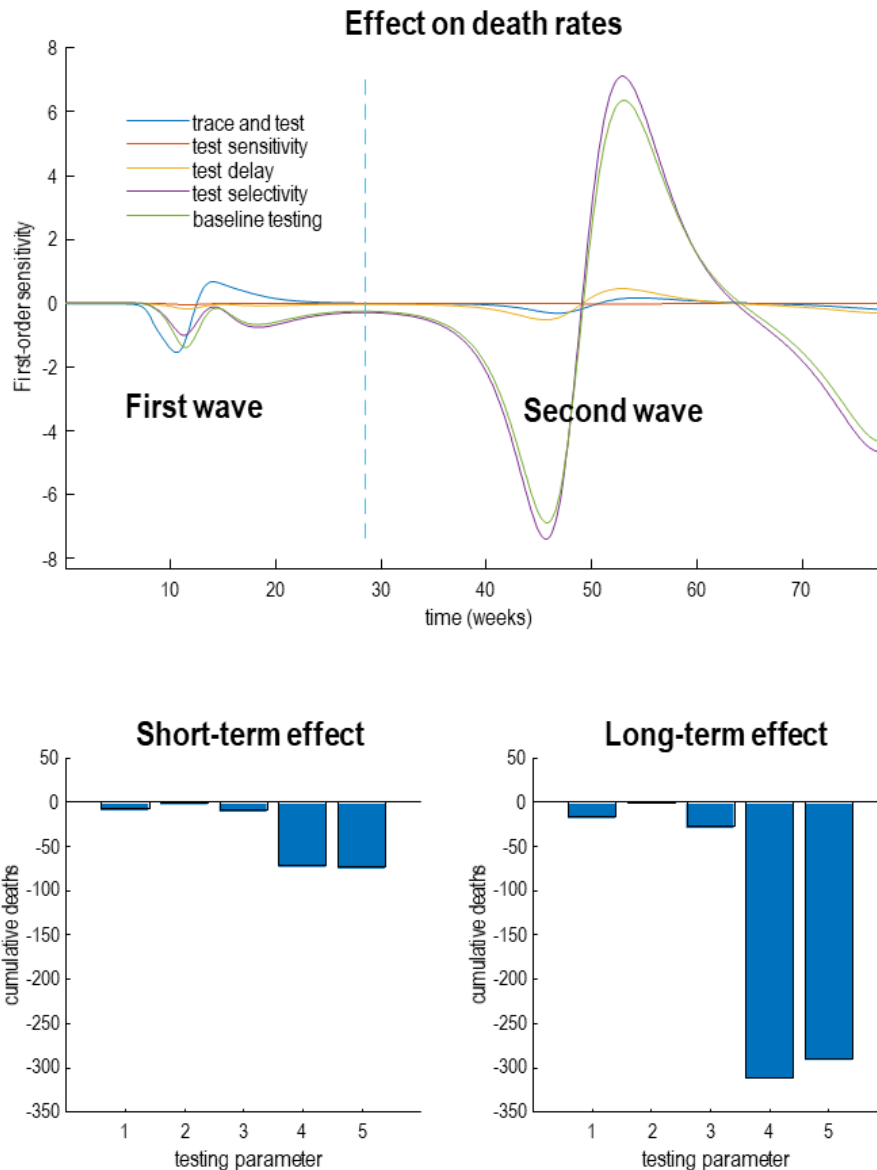 Effect on death rates
8
6
4
2
0
-2
-4
-6
-8
First-order sensitivity
trace and test
test sensitivity
test delay
test selectivity
baseline testing
First wave
Second wave
10 20 30 40 50 60 70
time (weeks)
Short-term effect
50
0
-50
-100
-150
-200
-250
-300
-350
cumulative deaths
1 2 3 4 5
testing parameter
Long-term effect
50
0
-50
-100
-150
-200
-250
-300
-350
cumulative deaths
1 2 3 4 5
testing parameter